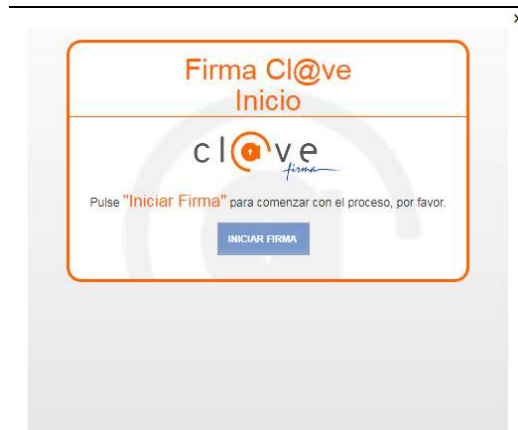 x
Firma Cl@ve
Inicio
cl@ve
firma
Pulse "Iniciar Firma" para comenzar con el proceso, por favor.
INICIAR FIRMA